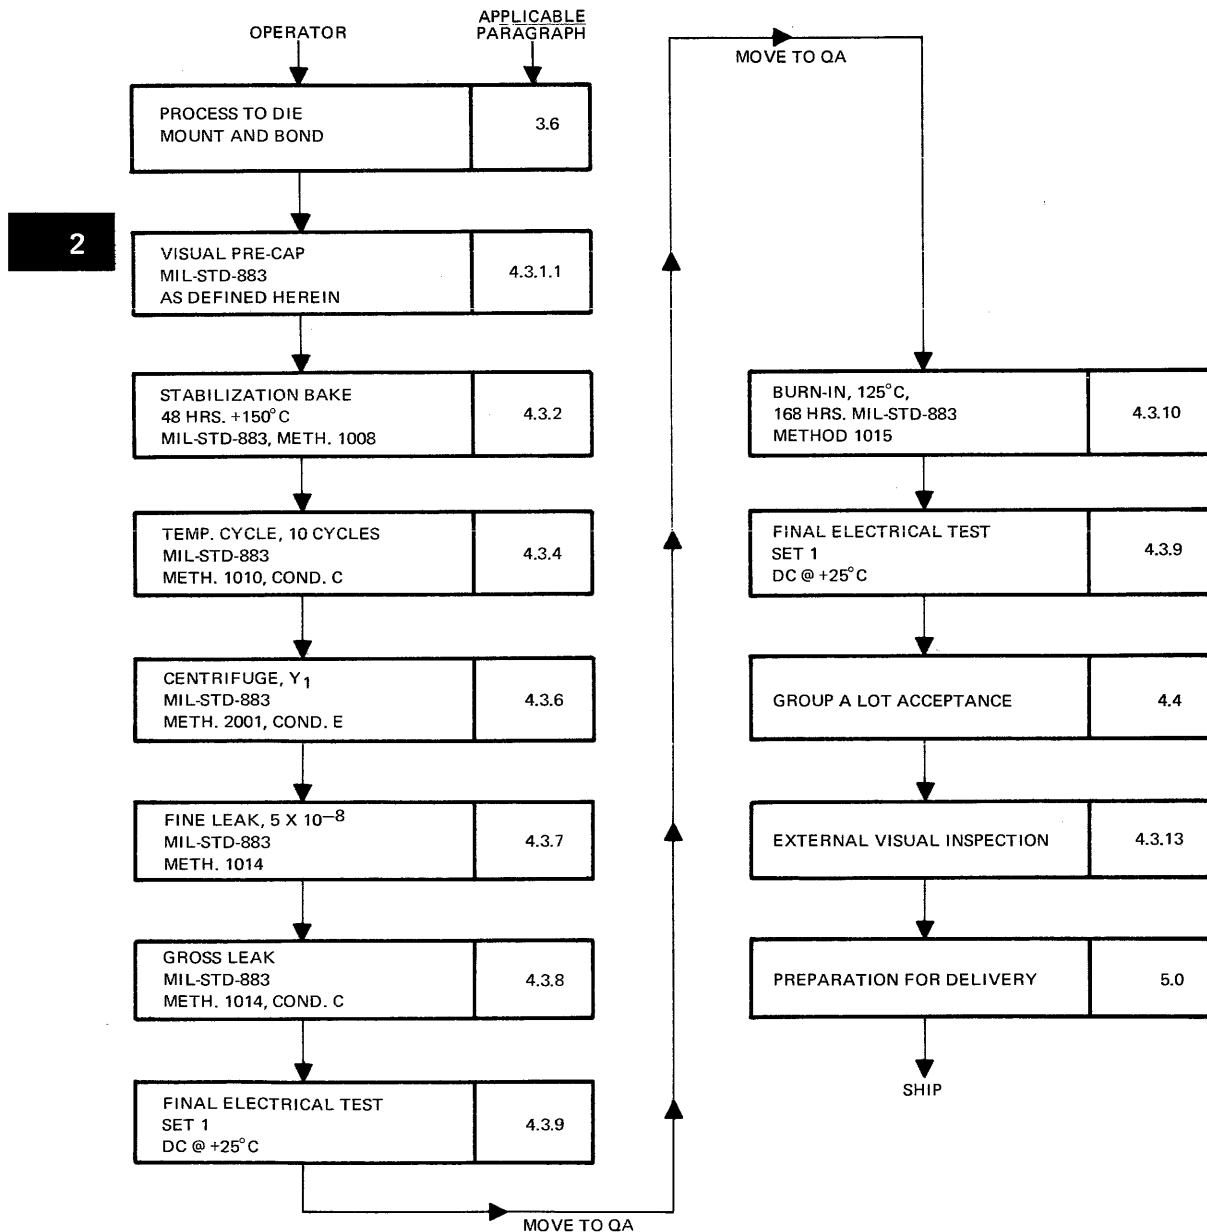 OPERATOR
APPLICABLE
PARAGRAPH
PROCESS TO DIE
MOUNT AND BOND
3.6
2
VISUAL PRE-CAP
MIL-STD-883
AS DEFINED HEREIN
4.3.1.1
STABILIZATION BAKE
48 HRS. +150°C
MIL-STD-883, METH. 1008
4.3.2
TEMP. CYCLE, 10 CYCLES
MIL-STD-883
METH. 1010, COND. C
4.3.4
CENTRIFUGE, Y1
MIL-STD-883
METH. 2001, COND. E
4.3.6
FINE LEAK, 5 X 10−8
MIL-STD-883
METH. 1014
4.3.7
GROSS LEAK
MIL-STD-883
METH. 1014, COND. C
4.3.8
FINAL ELECTRICAL TEST
SET 1
DC @ +25°C
4.3.9
MOVE TO QA
MOVE TO QA
BURN-IN, 125°C,
168 HRS. MIL-STD-883
METHOD 1015
4.3.10
FINAL ELECTRICAL TEST
SET 1
DC @ +25°C
4.3.9
GROUP A LOT ACCEPTANCE
4.4
EXTERNAL VISUAL INSPECTION
4.3.13
PREPARATION FOR DELIVERY
5.0
SHIP